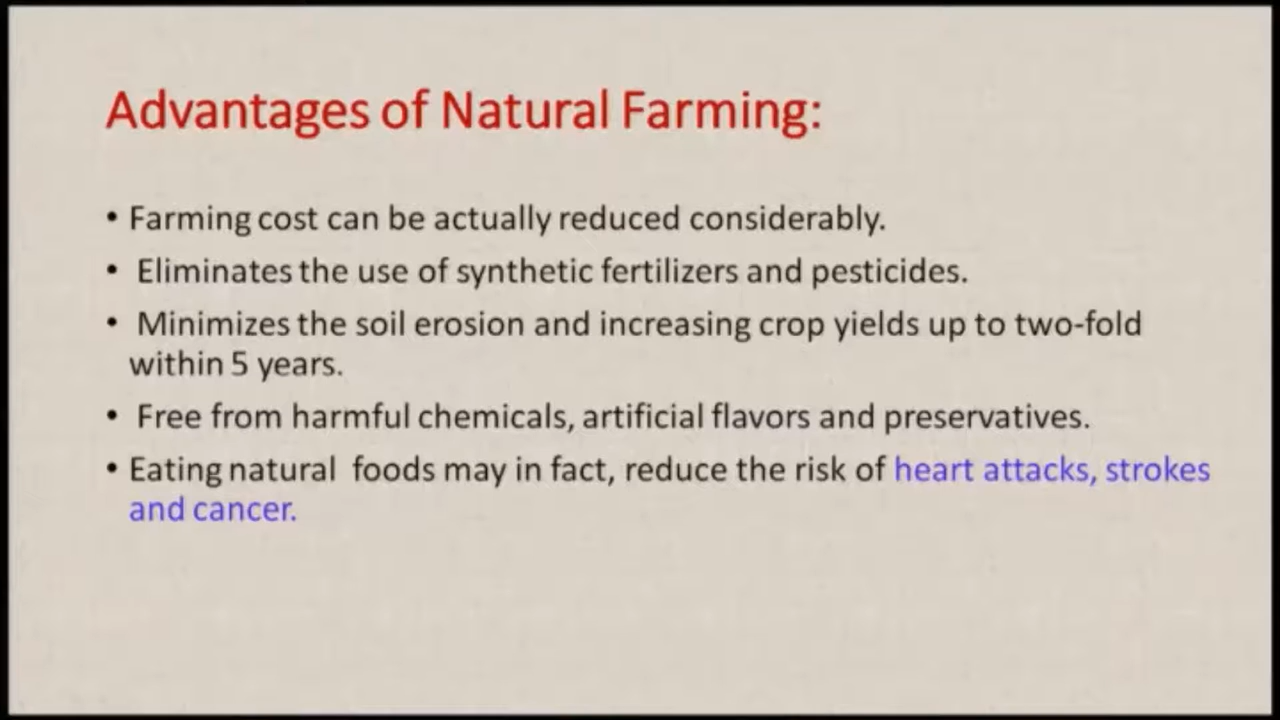 Advantages of Natural Farming:
• Farming cost can be actually reduced considerably.
• Eliminates the use of synthetic fertilizers and pesticides.
• Minimizes the soil erosion and increasing crop yields up to two-fold
within 5 years.
• Free from harmful chemicals, artificial flavors and preservatives.
• Eating natural foods may in fact, reduce the risk of heart attacks, strokes
and cancer.